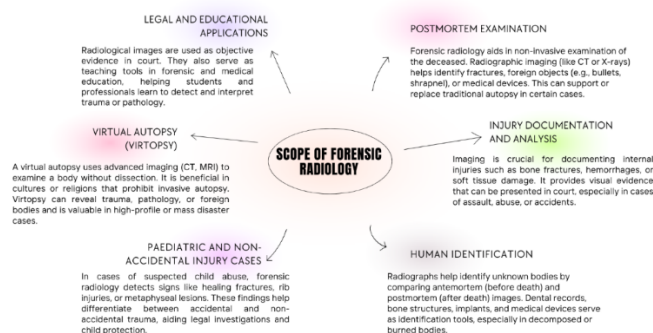 LEGAL AND EDUCATIONAL
APPLICATIONS
Radiological images are used as objective
evidence in court. They also serve as
teaching tools in forensic and medical
education, helping students and
professionals learn to detect and interpret
trauma or pathology.
POSTMORTEM EXAMINATION
Forensic radiology aids in non-invasive examination of
the deceased. Radiographic imaging (like CT or X-rays)
helps identify fractures, foreign objects (e.g., bullets,
shrapnel), or medical devices. This can support or
replace traditional autopsy in certain cases.
VIRTUAL AUTOPSY
(VIRTOPSY)
A virtual autopsy uses advanced imaging (CT, MRI) to
examine a body without dissection. It is beneficial in
cultures or religions that prohibit invasive autopsy.
Virtopsy can reveal trauma, pathology, or foreign
bodies and is valuable in high-profile or mass disaster
cases.
SCOPE OF FORENSIC
RADIOLOGY
INJURY DOCUMENTATION
AND ANALYSIS
Imaging is crucial for documenting internal
injuries such as bone fractures, hemorrhages, or
soft tissue damage. It provides visual evidence
that can be presented in court, especially in cases
of assault, abuse, or accidents.
PAEDIATRIC AND NON-
ACCIDENTAL INJURY CASES
In cases of suspected child abuse, forensic
radiology detects signs like healing fractures, rib
injuries, or metaphyseal lesions. These findings help
differentiate between accidental and non-
accidental trauma, aiding legal investigations and
child protection.
HUMAN IDENTIFICATION
Radiographs help identify unknown bodies by
comparing antemortem (before death) and
postmortem (after death) images. Dental records,
bone structures, implants, and medical devices serve
as identification tools, especially in decomposed or
burned bodies.